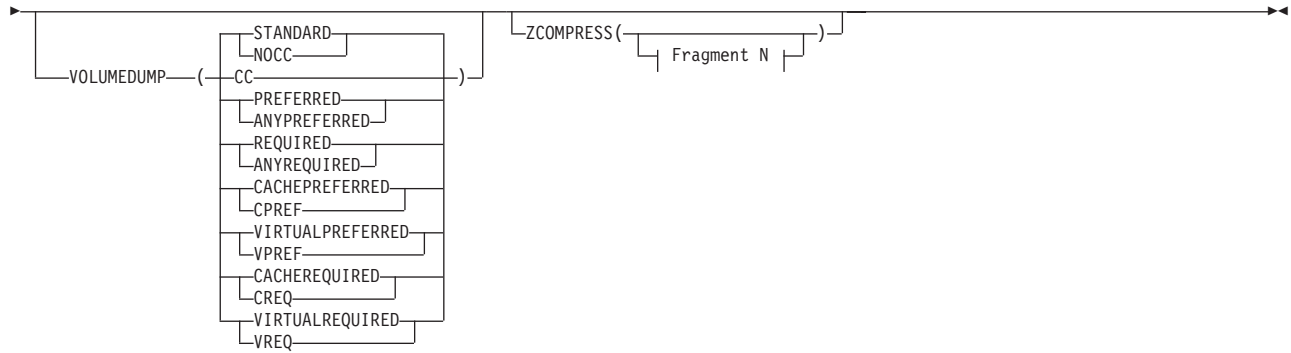 STANDARD ZCOMPRESS( )
NOCC Fragment N
VOLUMEDUMP ( CC )
PREFERRED
ANYPREFERRED
REQUIRED
ANYREQUIRED
CACHEPREFERRED
CPREF
VIRTUALPREFERRED
VPREF
CACHEREQUIRED
CREQ
VIRTUALREQUIRED
VREQ